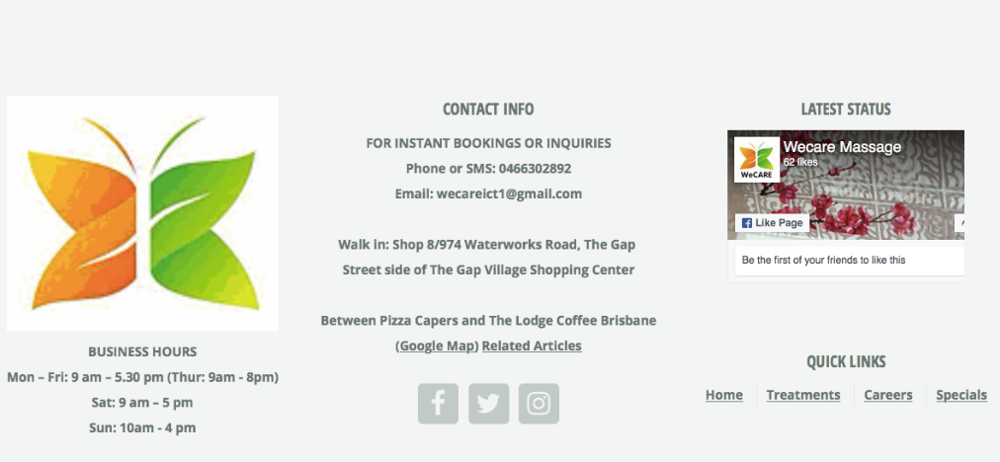 BUSINESS HOURS
Mon – Fri: 9 am – 5.30 pm (Thur: 9am - 8pm)
Sat: 9 am – 5 pm
Sun: 10am - 4 pm
CONTACT INFO
FOR INSTANT BOOKINGS OR INQUIRIES
Phone or SMS: 0466302892
Email: wecareict1@gmail.com
Walk in: Shop 8/974 Waterworks Road, The Gap
Street side of The Gap Village Shopping Center
Between Pizza Capers and The Lodge Coffee Brisbane
(Google Map) Related Articles
LATEST STATUS
WeCARE
Wecare Massage
62 likes
Like Page
Be the first of your friends to like this
QUICK LINKS
Home Treatments Careers Specials